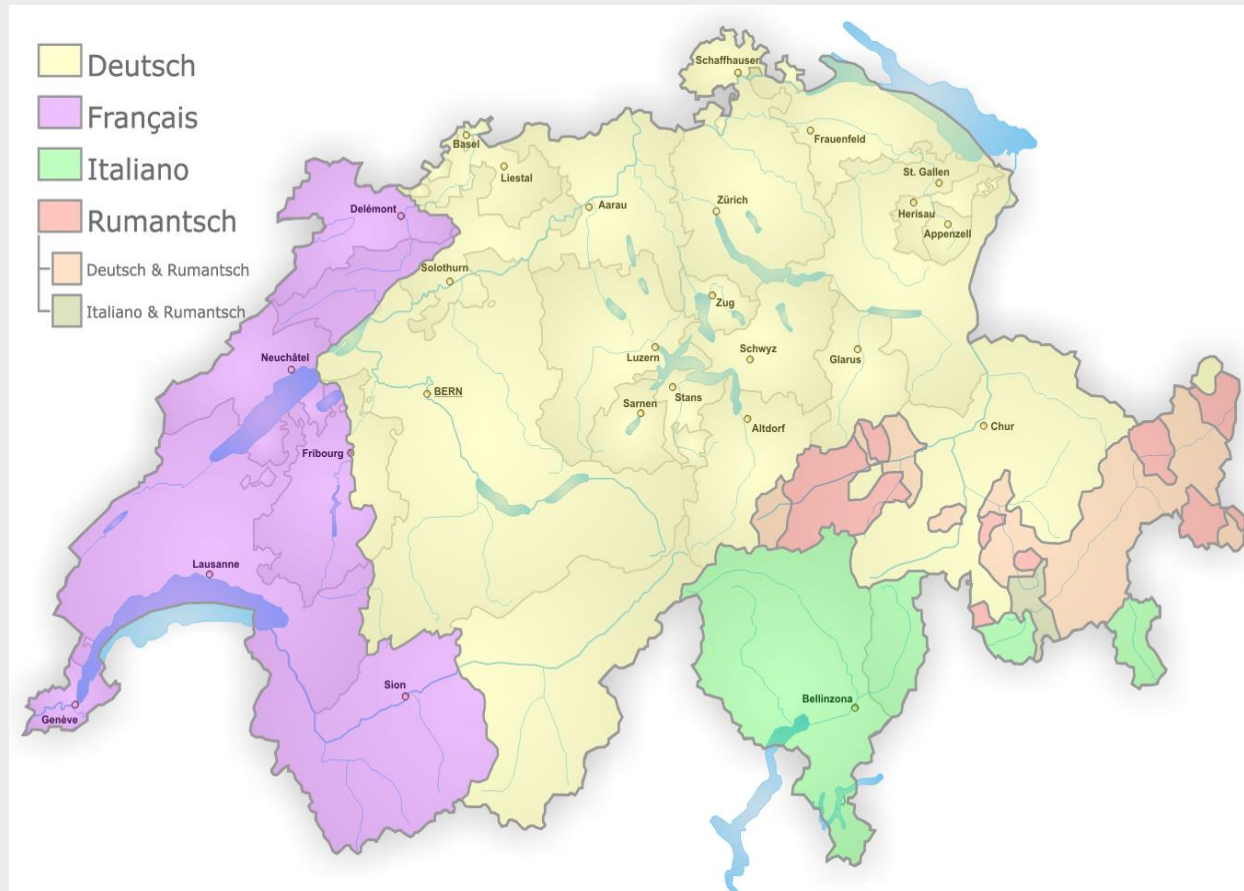 Deutsch
Français
Italiano
Rumantsch
Deutsch & Rumantsch
Italiano & Rumantsch
Schaffhausen
Basel
Liestal
Frauenfeld
St. Gallen
Herisau
Appenzell
Delémont
Aarau
Zürich
Solothurn
Zug
Neuchâtel
Luzern
Schwyz
Glarus
BERN
Stans
Sarnen
Altdorf
Chur
Fribourg
Lausanne
Sion
Genève
Bellinzona